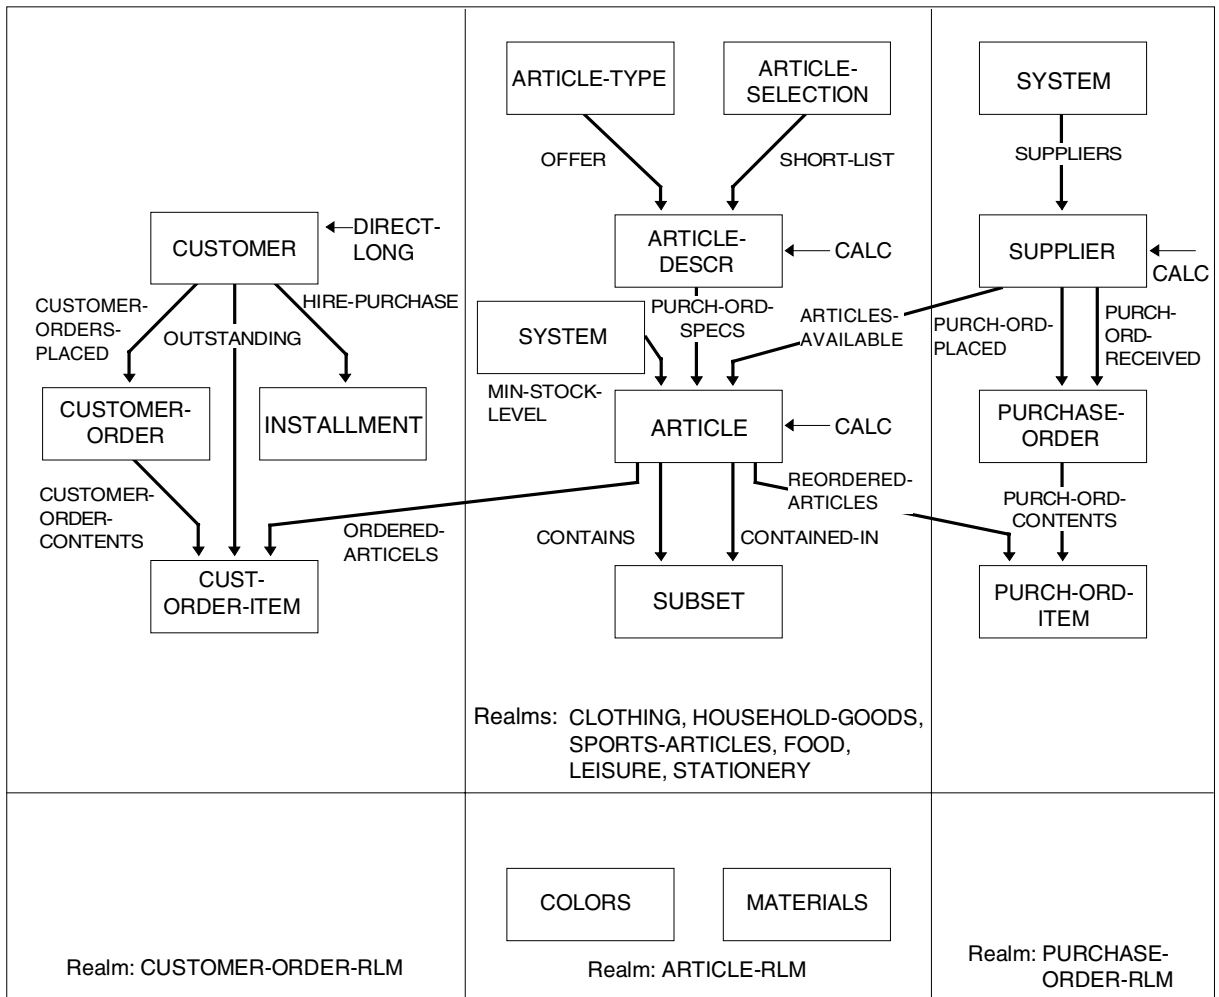 ARTICLE-TYPE
ARTICLE-
SELECTION
SYSTEM
OFFER
SHORT-LIST
SUPPLIERS
CUSTOMER
DIRECT-
LONG
ARTICLE-
DESCR
CALC
SUPPLIER
CALC
CUSTOMER-
ORDERS-
PLACED
OUTSTANDING
HIRE-PURCHASE
SYSTEM
PURCH-ORD-
SPECS
ARTICLES-
AVAILABLE
PURCH-ORD-
PLACED
PURCH-
ORD-
RECEIVED
MIN-STOCK-
LEVEL
CUSTOMER-
ORDER
INSTALLMENT
ARTICLE
CALC
PURCHASE-
ORDER
CUSTOMER-
ORDER-
CONTENTS
ORDERED-
ARTICELS
CONTAINS
CONTAINED-IN
REORDERED-
ARTICLES
PURCH-ORD-
CONTENTS
CUST-
ORDER-ITEM
SUBSET
PURCH-ORD-
ITEM
Realms: CLOTHING, HOUSEHOLD-GOODS,
SPORTS-ARTICLES, FOOD,
LEISURE, STATIONERY
COLORS
MATERIALS
Realm: CUSTOMER-ORDER-RLM
Realm: ARTICLE-RLM
Realm: PURCHASE-
ORDER-RLM